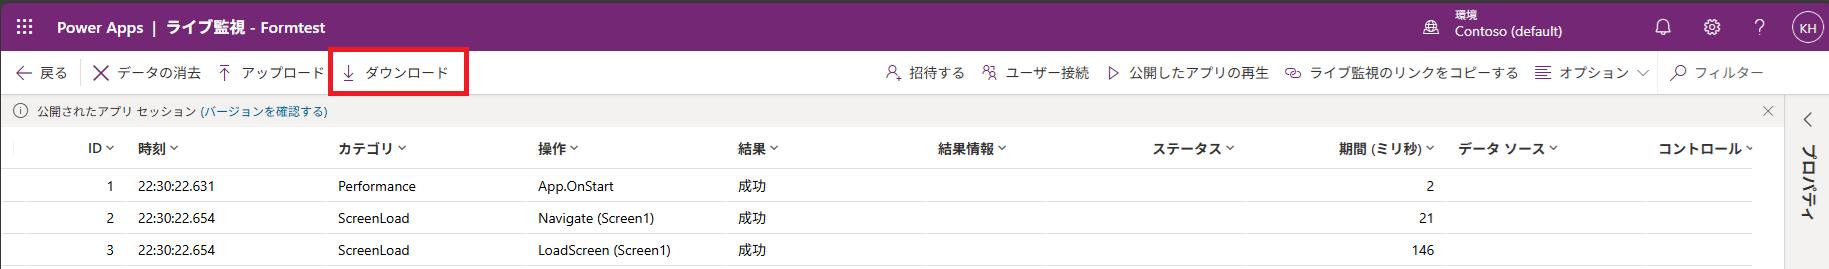 Power Apps | ライブ監視 - Formtest 環境 Contoso (default) KH
戻る データの消去 アップロード ダウンロード 招待する ユーザー接続 公開したアプリの再生 ライブ監視のリンクをコピーする オプション フィルター
公開されたアプリ セッション (バージョンを確認する)
ID 時刻 カテゴリ 操作 結果 結果情報 ステータス 期間 (ミリ秒) データ ソース コントロール
1 22:30:22.631 Performance App.OnStart 成功 2
2 22:30:22.654 ScreenLoad Navigate (Screen1) 成功 21
3 22:30:22.654 ScreenLoad LoadScreen (Screen1) 成功 146
プロパティ